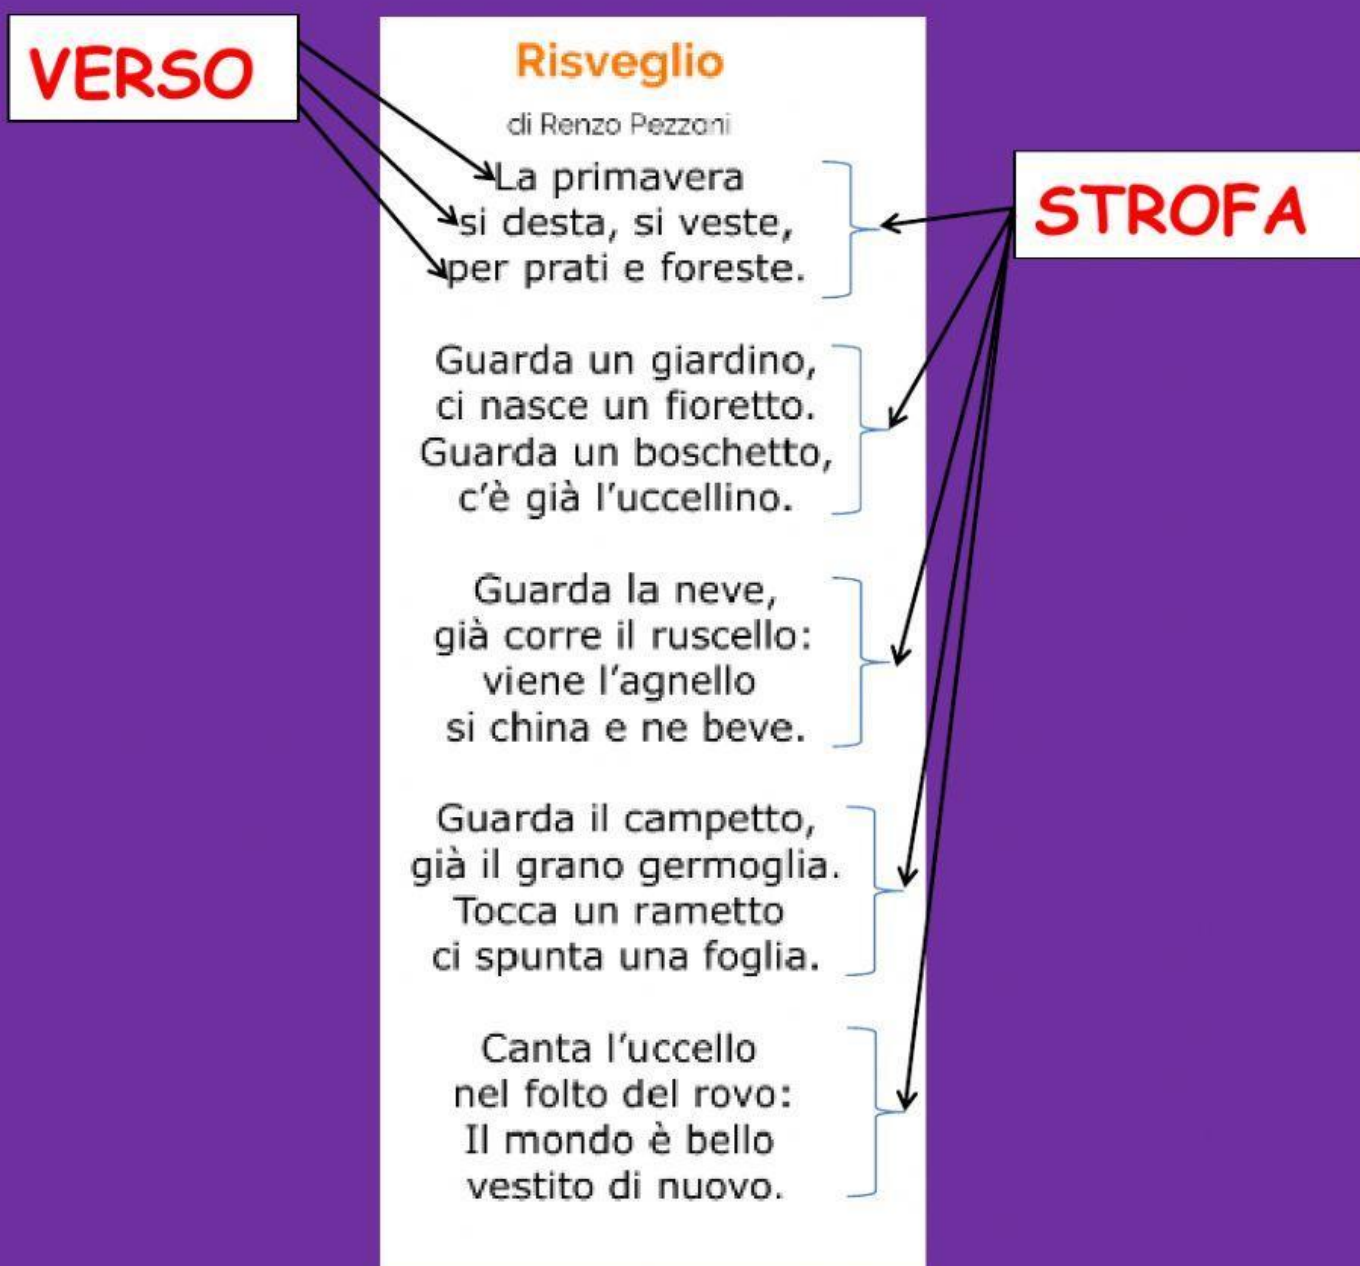 VERSO
Risveglio
di Renzo Pezzani
La primavera
si desta, si veste,
per prati e foreste.
STROFA
Guarda un giardino,
ci nasce un fioretto.
Guarda un boschetto,
c'è già l'uccellino.
Guarda la neve,
già corre il ruscello:
viene l'agnello
si china e ne beve.
Guarda il campetto,
già il grano germoglia.
Tocca un rametto
ci spunta una foglia.
Canta l'uccello
nel folto del rovo:
Il mondo è bello
vestito di nuovo.